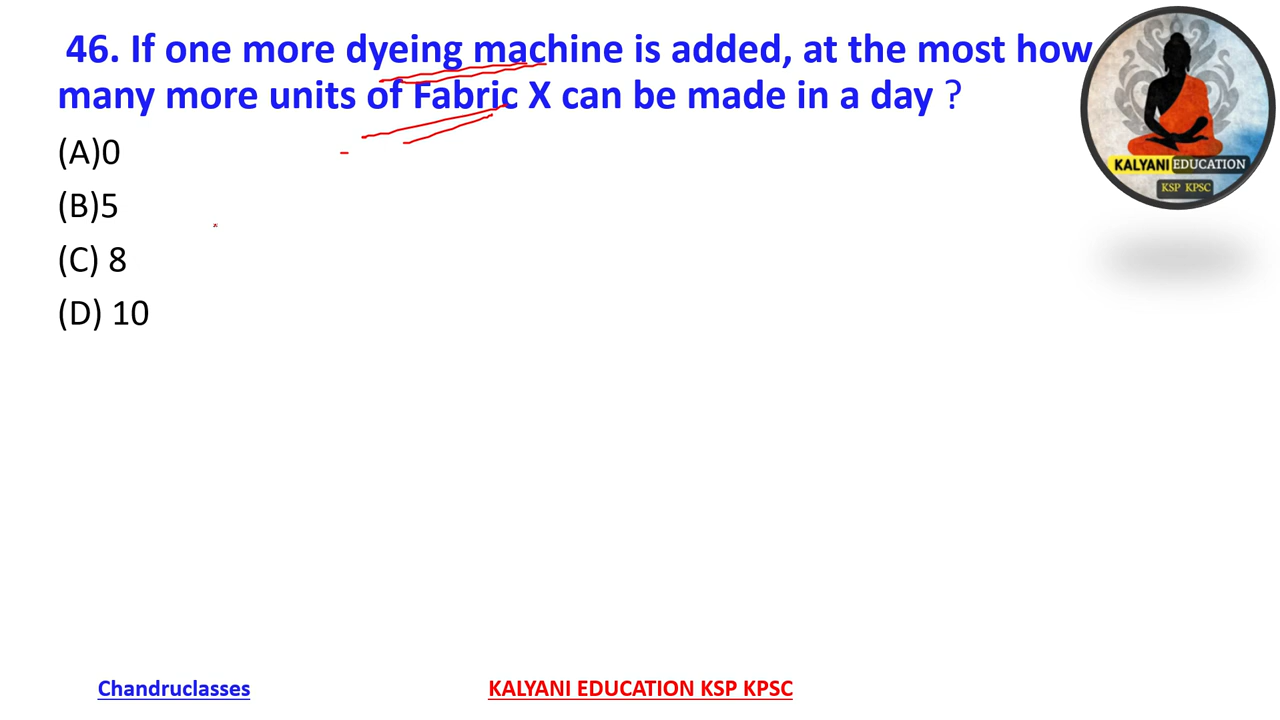 46. If one more dyeing machine is added, at the most how
many more units of Fabric X can be made in a day ?
(A)0
(B)5
(C) 8
(D) 10
KALYANI EDUCATION
KSP KPSC
Chandruclasses
KALYANI EDUCATION KSP KPSC